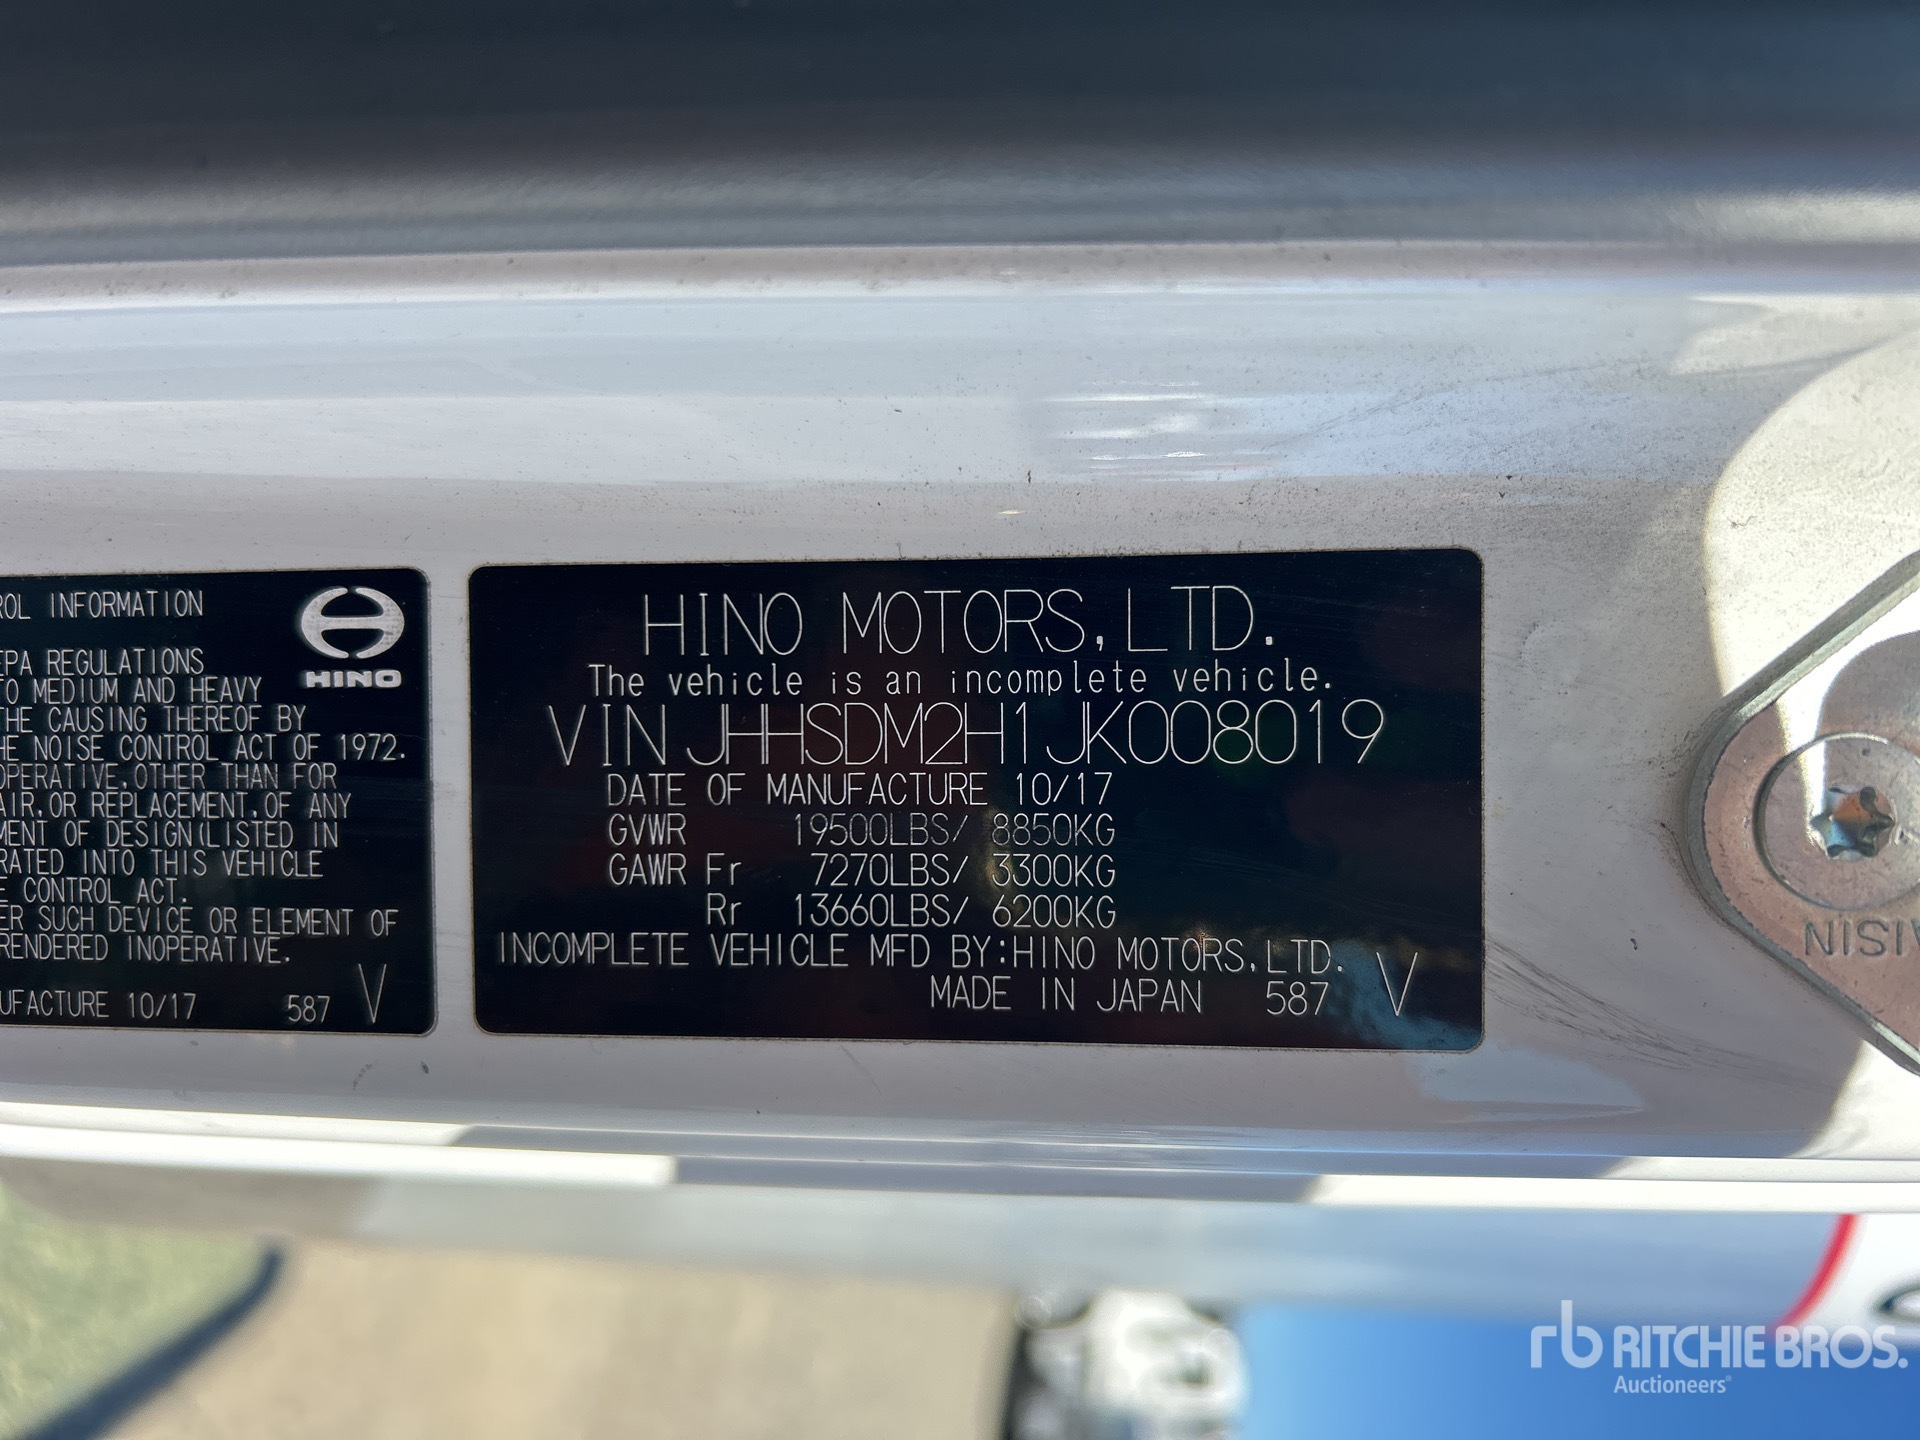 ROL INFORMATION
HINO
EPA REGULATIONS
TO MEDIUM AND HEAVY
THE CAUSING THEREOF BY
HE NOISE CONTROL ACT OF 1972.
OPERATIVE,OTHER THAN FOR
AIR,OR REPLACEMENT,OF ANY
MENT OF DESIGN(LISTED IN
RATED INTO THIS VEHICLE
E CONTROL ACT.
ER SUCH DEVICE OR ELEMENT OF
RENDERED INOPERATIVE.
UFACTURE 10/17 587 V
HINO MOTORS,LTD.
The vehicle is an incomplete vehicle.
VIN JHHSDM2H1JK008019
DATE OF MANUFACTURE 10/17
GVWR 19500LBS/ 8850KG
GAWR Fr 7270LBS/ 3300KG
Rr 13660LBS/ 6200KG
INCOMPLETE VEHICLE MFD BY:HINO MOTORS,LTD.
MADE IN JAPAN 587 V
AISIN
rb RITCHIE BROS.
Auctioneers